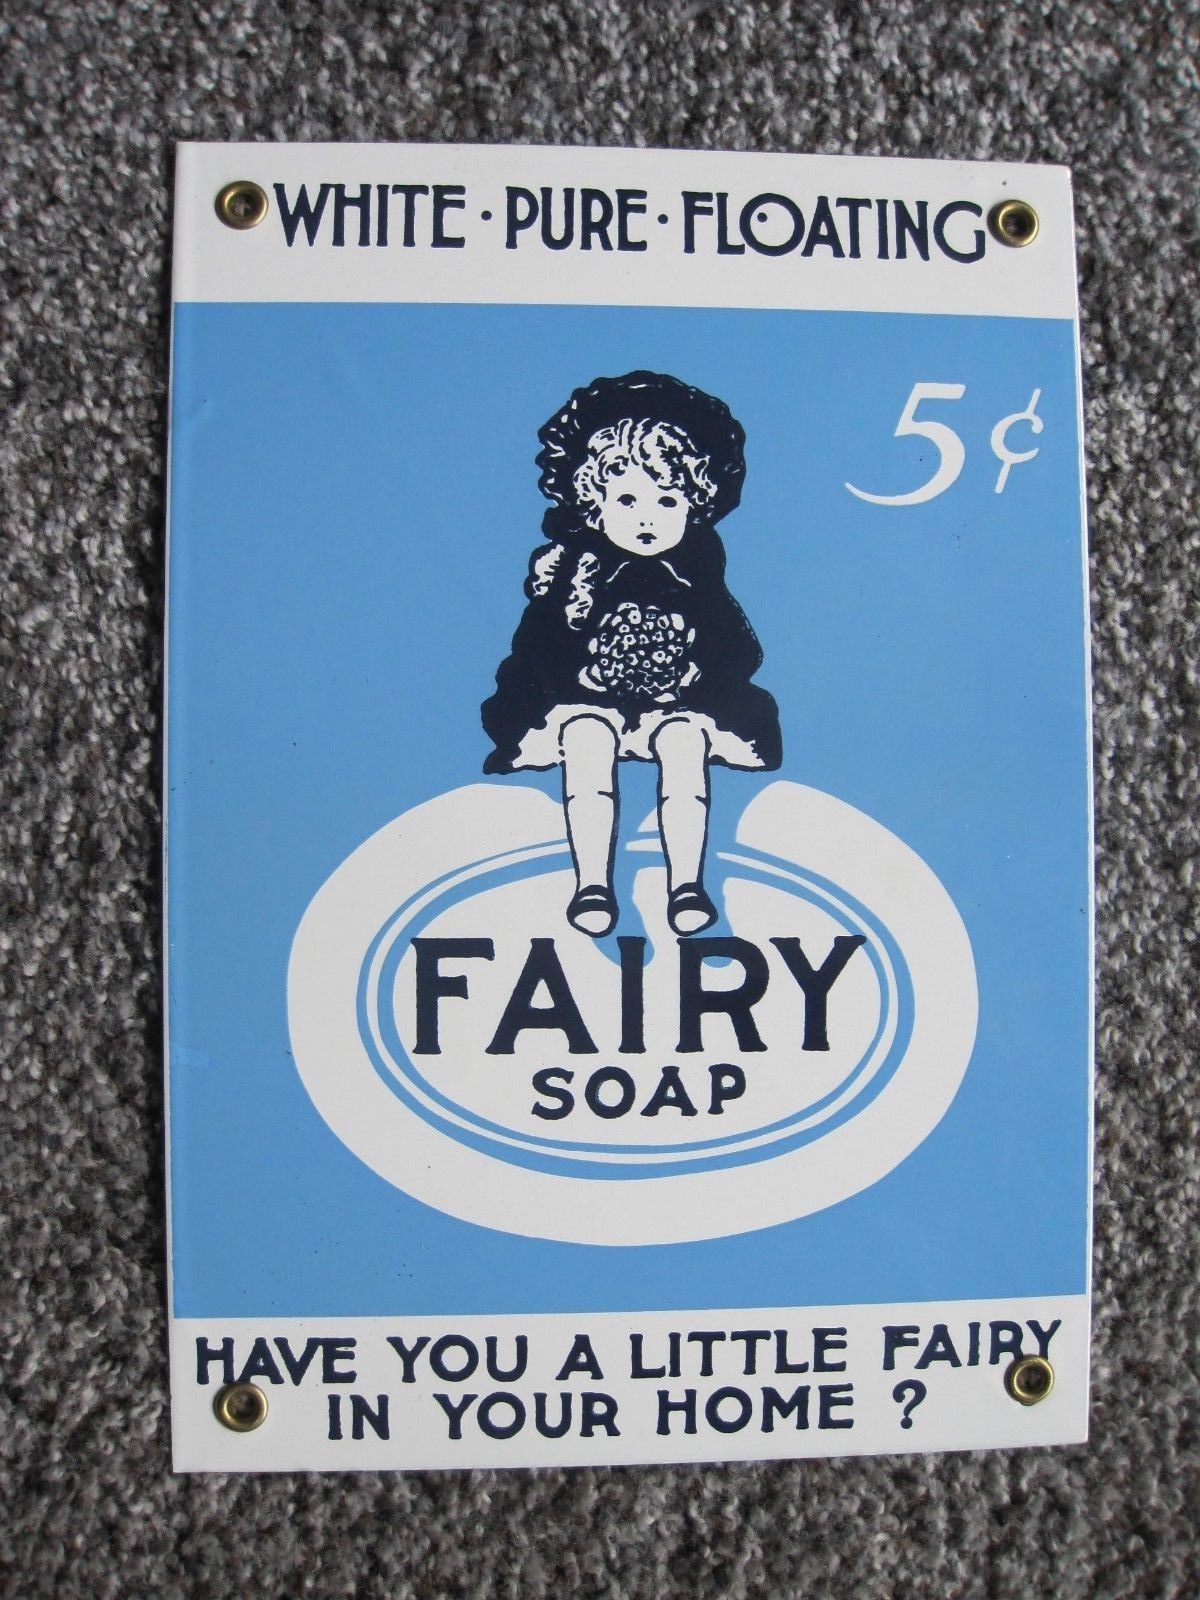 WHITE · PURE · FLOATING
5¢
FAIRY
SOAP
HAVE YOU A LITTLE FAIRY
IN YOUR HOME ?